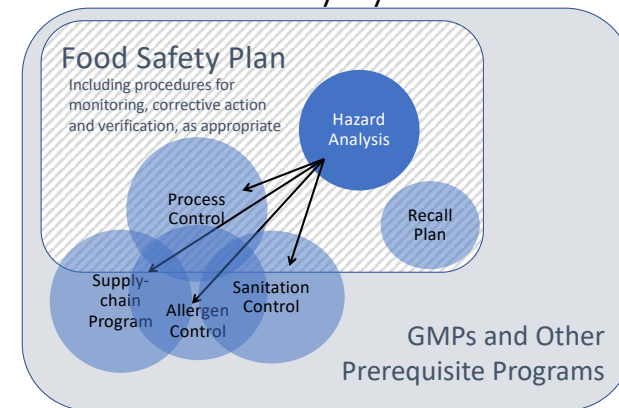 Food Safety Plan
Including procedures for
monitoring, corrective action
and verification, as appropriate
Hazard
Analysis
Process
Control
Recall
Plan
Supply-
chain
Program
Allergen
Control
Sanitation
Control
GMPs and Other
Prerequisite Programs